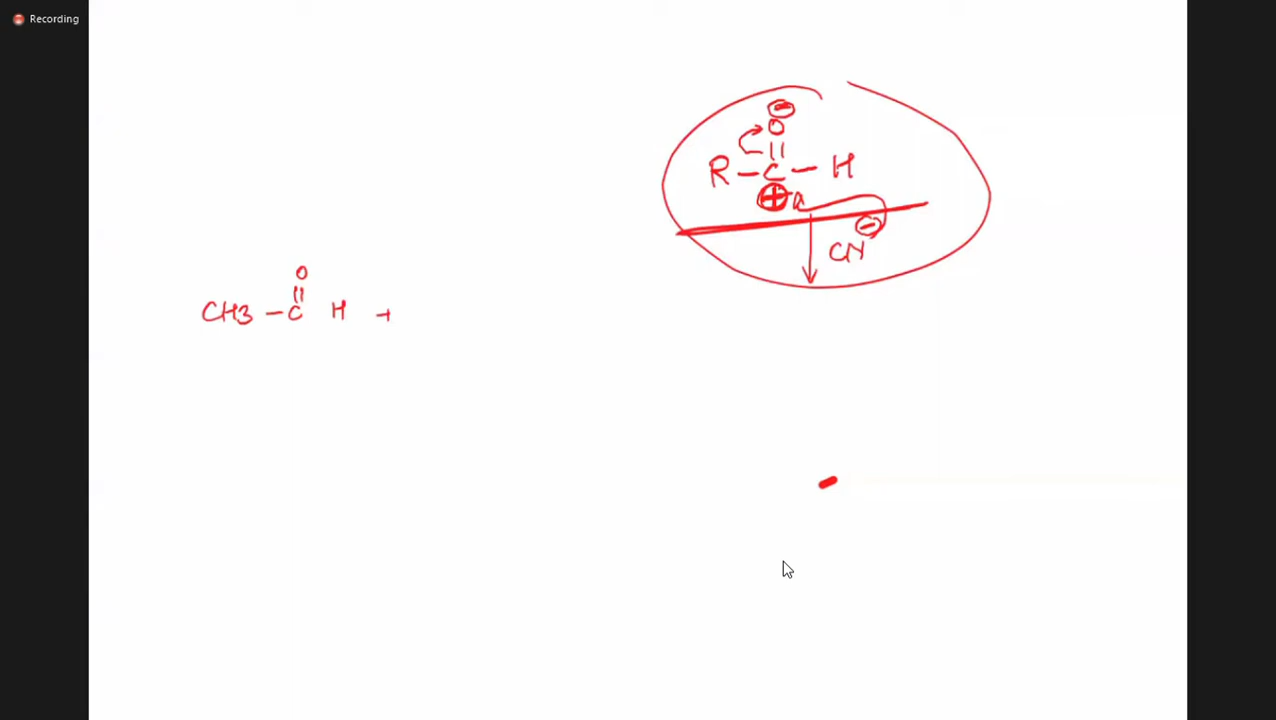 Recording
⊖
O
||
R - C - H
⊕
⊖
CN
O
||
CH3 - C H +